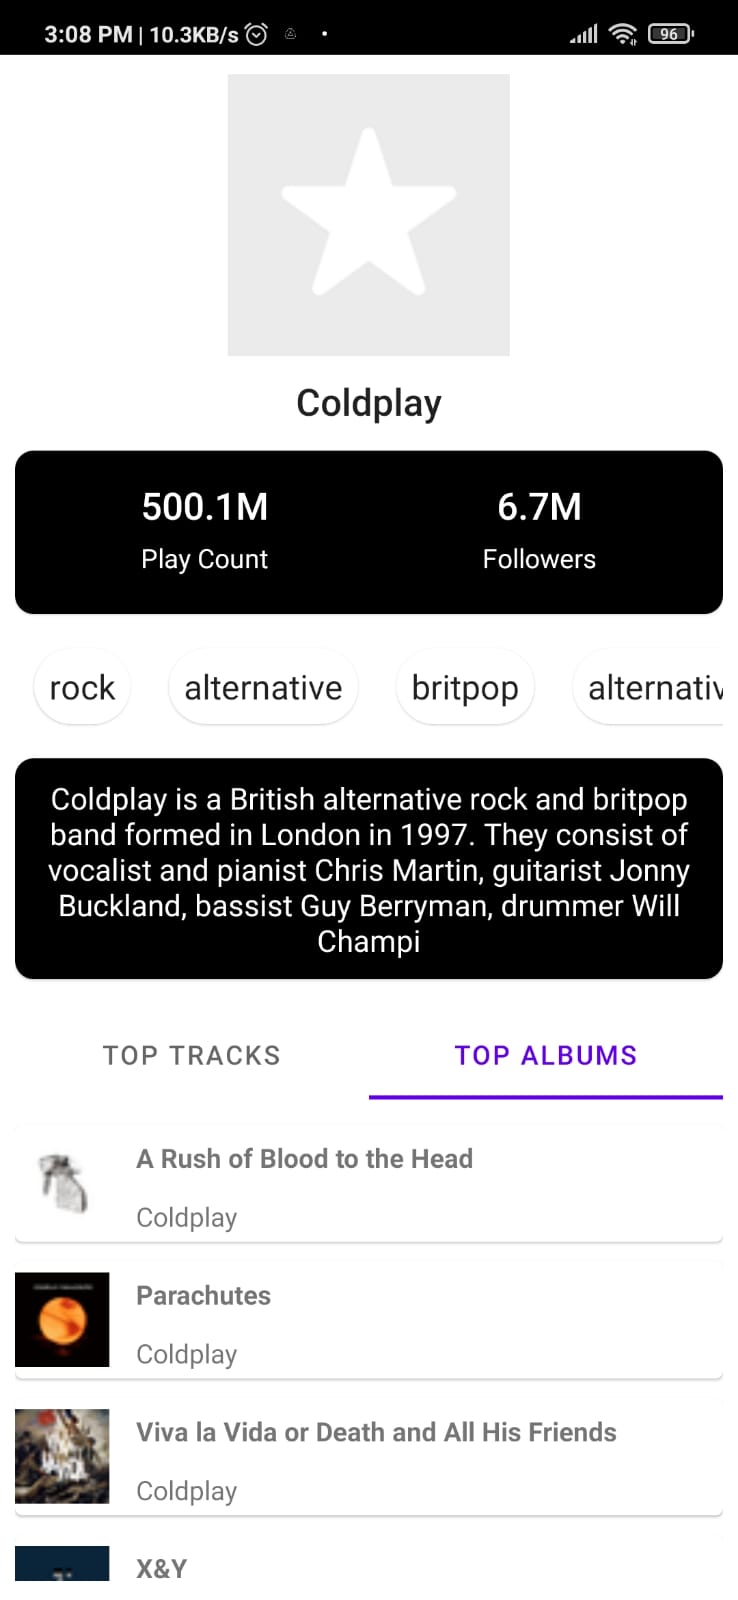 3:08 PM | 10.3KB/s
96
Coldplay
500.1M
6.7M
Play Count
Followers
rock
alternative
britpop
alternativ
Coldplay is a British alternative rock and britpop
band formed in London in 1997. They consist of
vocalist and pianist Chris Martin, guitarist Jonny
Buckland, bassist Guy Berryman, drummer Will
Champi
TOP TRACKS
TOP ALBUMS
A Rush of Blood to the Head
Coldplay
Parachutes
Coldplay
Viva la Vida or Death and All His Friends
Coldplay
X&Y